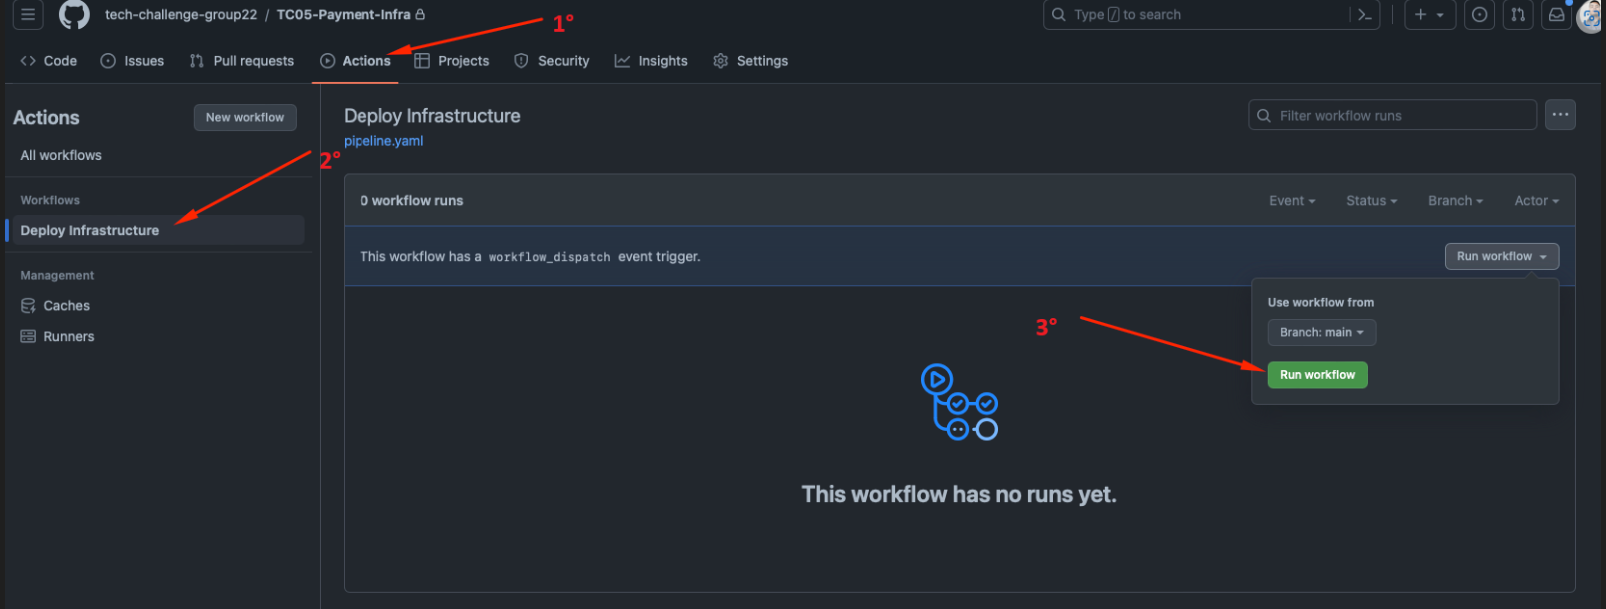 tech-challenge-group22 / TC05-Payment-Infra
Type / to search
1°
Code
Issues
Pull requests
Actions
Projects
Security
Insights
Settings
Actions
New workflow
All workflows
2°
Workflows
Deploy Infrastructure
Management
Caches
Runners
Deploy Infrastructure
pipeline.yaml
Filter workflow runs
0 workflow runs
Event
Status
Branch
Actor
This workflow has a workflow_dispatch event trigger.
Run workflow
Use workflow from
Branch: main
3°
Run workflow
This workflow has no runs yet.